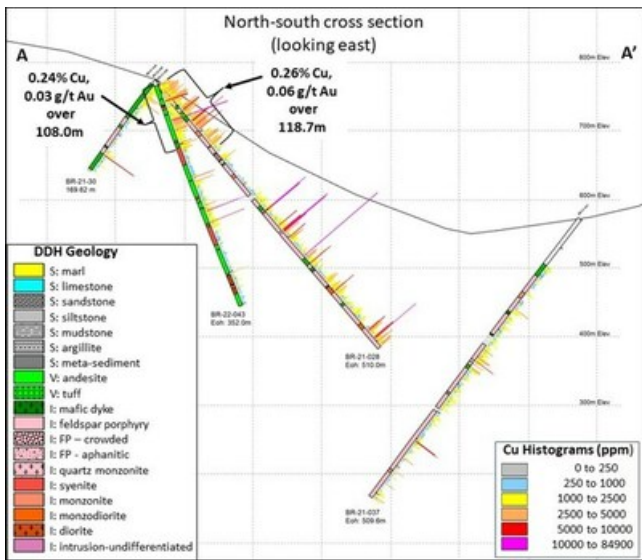 North-south cross section
(looking east)
A
A'
0.24% Cu,
0.03 g/t Au
over
108.0m
0.26% Cu,
0.06 g/t Au
over
118.7m
800m Elev
700m Elev
600m Elev
500m Elev
400m Elev
300m Elev
BR-21-30
169.62 m
BR-22-043
Eoh: 352.0m
BR-21-028
Eoh: 510.0m
BR-21-037
Eoh: 509.6m
DDH Geology
S: marl
S: limestone
S: sandstone
S: siltstone
S: mudstone
S: argillite
S: meta-sediment
V: andesite
V: tuff
I: mafic dyke
I: feldspar porphyry
I: FP – crowded
I: FP - aphanitic
I: quartz monzonite
I: syenite
I: monzonite
I: monzodiorite
I: diorite
I: intrusion-undifferentiated
Cu Histograms (ppm)
0 to 250
250 to 1000
1000 to 2500
2500 to 5000
5000 to 10000
10000 to 84900